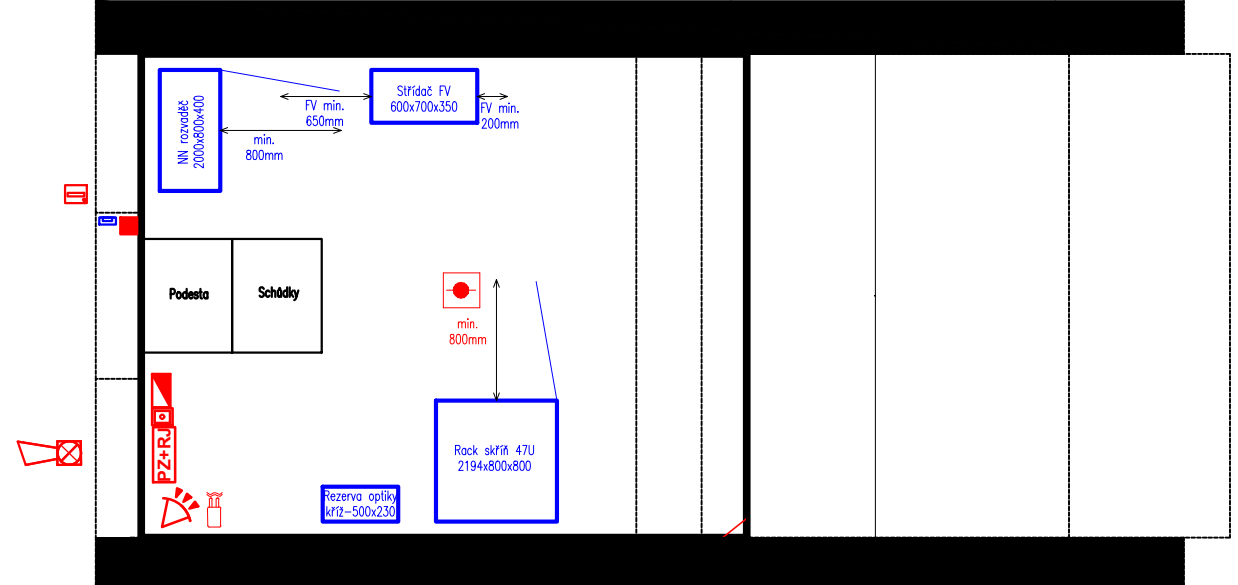 NN rozvaděč
2000x800x400
FV min.
650mm
min.
800mm
Střídač FV
600x700x350
FV min.
200mm
Podesta
Schůdky
min.
800mm
PZ+RJ
Rack skříň 47U
2194x800x800
Rezerva optiky
kříž-500x230